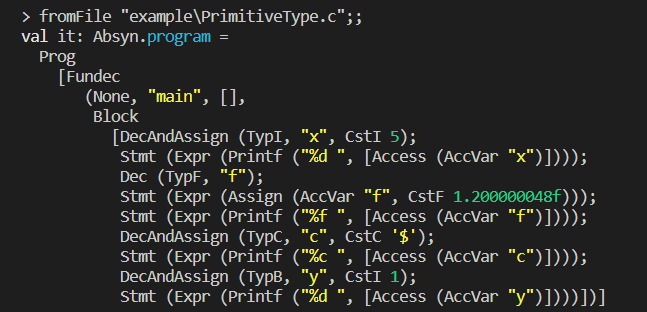 > fromFile "example\PrimitiveType.c";;
val it: Absyn.program =
  Prog
    [Fundec
       (None, "main", [],
        Block
          [DecAndAssign (TypI, "x", CstI 5);
           Stmt (Expr (Printf ("%d ", [Access (AccVar "x")])));
           Dec (TypF, "f");
           Stmt (Expr (Assign (AccVar "f", CstF 1.200000048f)));
           Stmt (Expr (Printf ("%f ", [Access (AccVar "f")])));
           DecAndAssign (TypC, "c", CstC '$');
           Stmt (Expr (Printf ("%c ", [Access (AccVar "c")])));
           DecAndAssign (TypB, "y", CstI 1);
           Stmt (Expr (Printf ("%d ", [Access (AccVar "y")])))])]